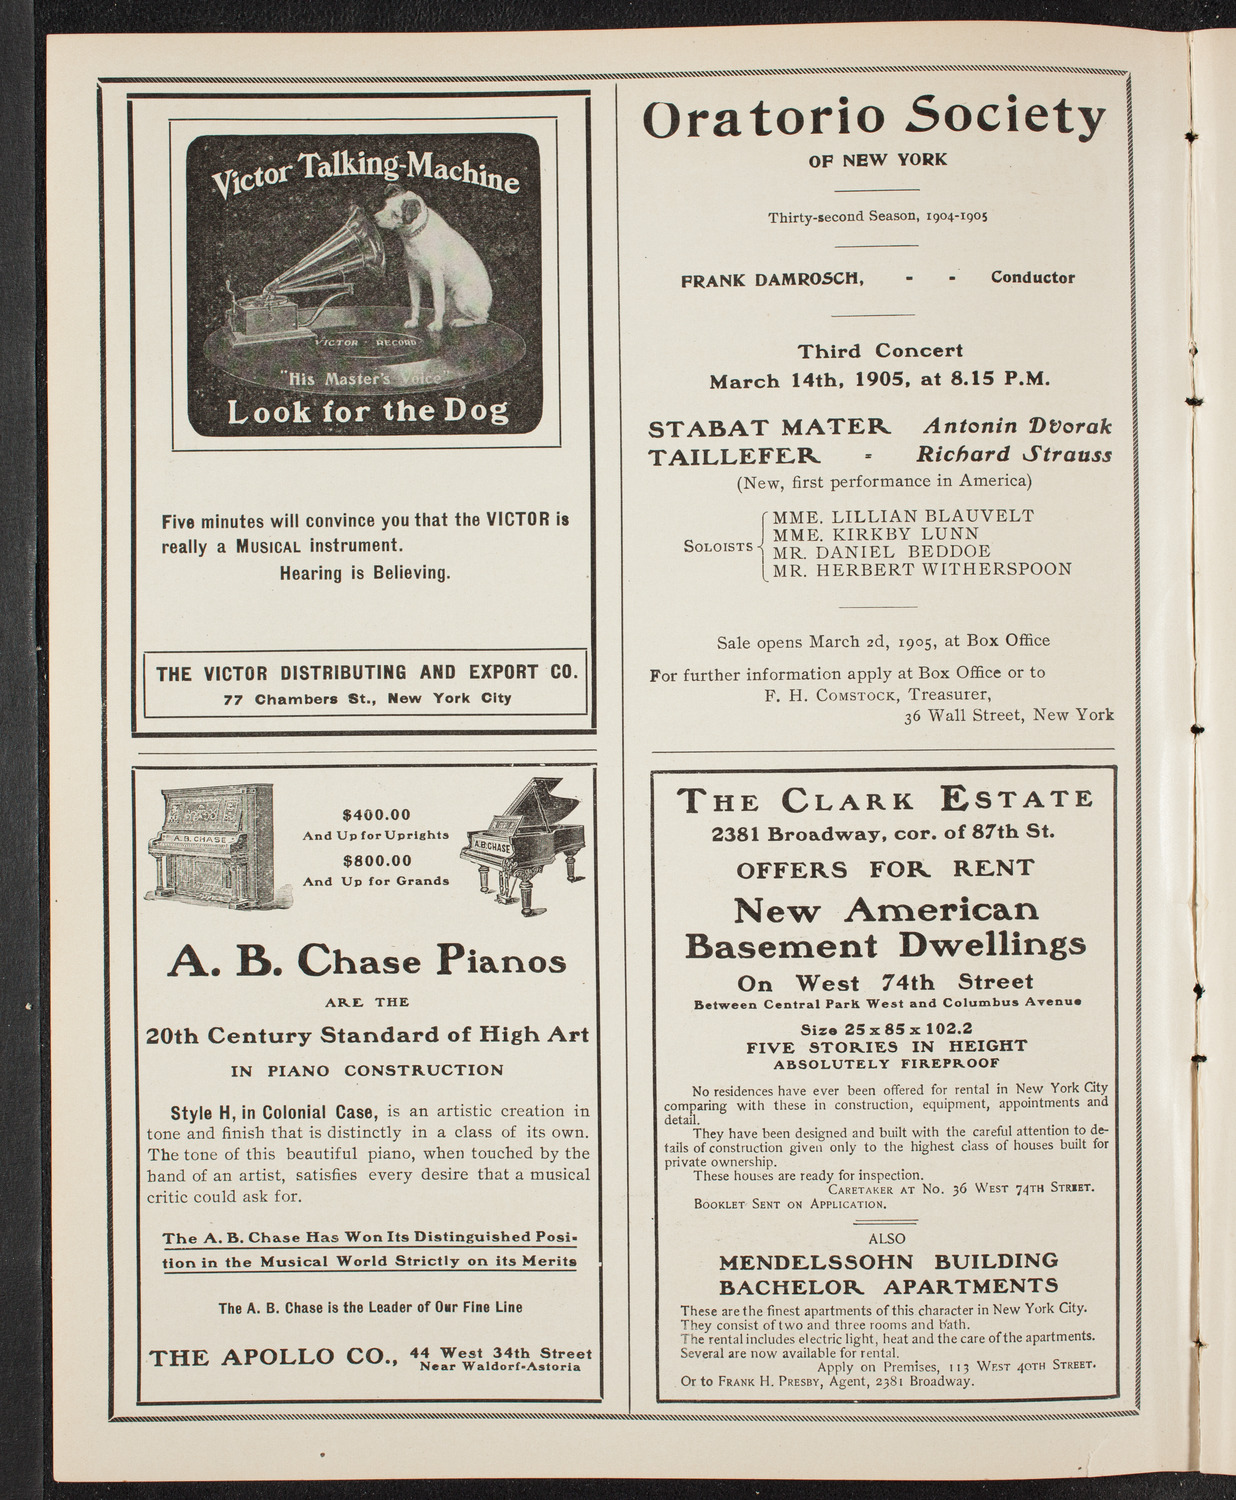 Victor Talking-Machine
VICTOR · RECORD
"His Master's Voice"
Look for the Dog
Five minutes will convince you that the VICTOR is
really a MUSICAL instrument.
Hearing is Believing.
THE VICTOR DISTRIBUTING AND EXPORT CO.
77 Chambers St., New York City
A.B.CHASE
$400.00
And Up for Uprights
$800.00
And Up for Grands
A.B.CHASE
A. B. Chase Pianos
ARE THE
20th Century Standard of High Art
IN PIANO CONSTRUCTION
Style H, in Colonial Case, is an artistic creation in
tone and finish that is distinctly in a class of its own.
The tone of this beautiful piano, when touched by the
hand of an artist, satisfies every desire that a musical
critic could ask for.
The A. B. Chase Has Won Its Distinguished Posi-
tion in the Musical World Strictly on its Merits
The A. B. Chase is the Leader of Our Fine Line
THE APOLLO CO., 44 West 34th Street
Near Waldorf-Astoria
Oratorio Society
OF NEW YORK
Thirty-second Season, 1904-1905
FRANK DAMROSCH, - - Conductor
Third Concert
March 14th, 1905, at 8.15 P.M.
STABAT MATER Antonin Dvorak
TAILLEFER - Richard Strauss
(New, first performance in America)
SOLOISTS
MME. LILLIAN BLAUVELT
MME. KIRKBY LUNN
MR. DANIEL BEDDOE
MR. HERBERT WITHERSPOON
Sale opens March 2d, 1905, at Box Office
For further information apply at Box Office or to
F. H. COMSTOCK, Treasurer,
36 Wall Street, New York
THE CLARK ESTATE
2381 Broadway, cor. of 87th St.
OFFERS FOR RENT
New American
Basement Dwellings
On West 74th Street
Between Central Park West and Columbus Avenue
Size 25 x 85 x 102.2
FIVE STORIES IN HEIGHT
ABSOLUTELY FIREPROOF
No residences have ever been offered for rental in New York City
comparing with these in construction, equipment, appointments and
detail.
They have been designed and built with the careful attention to de-
tails of construction given only to the highest class of houses built for
private ownership.
These houses are ready for inspection.
CARETAKER AT NO. 36 WEST 74TH STREET.
BOOKLET SENT ON APPLICATION.
ALSO
MENDELSSOHN BUILDING
BACHELOR APARTMENTS
These are the finest apartments of this character in New York City.
They consist of two and three rooms and bath.
The rental includes electric light, heat and the care of the apartments.
Several are now available for rental.
Apply on Premises, 113 WEST 40TH STREET.
Or to FRANK H. PRESBY, Agent, 2381 Broadway.